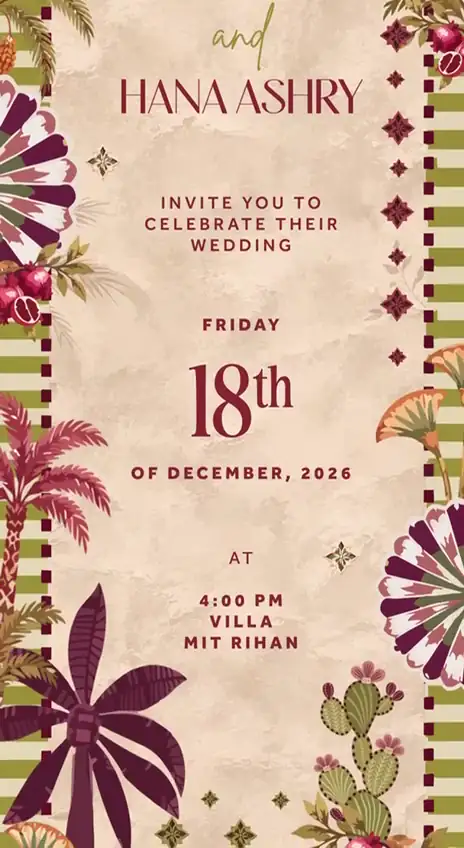 and
HANA ASHRY
INVITE YOU TO
CELEBRATE THEIR
WEDDING
FRIDAY
18th
OF DECEMBER, 2026
AT
4:00 PM
VILLA
MIT RIHAN